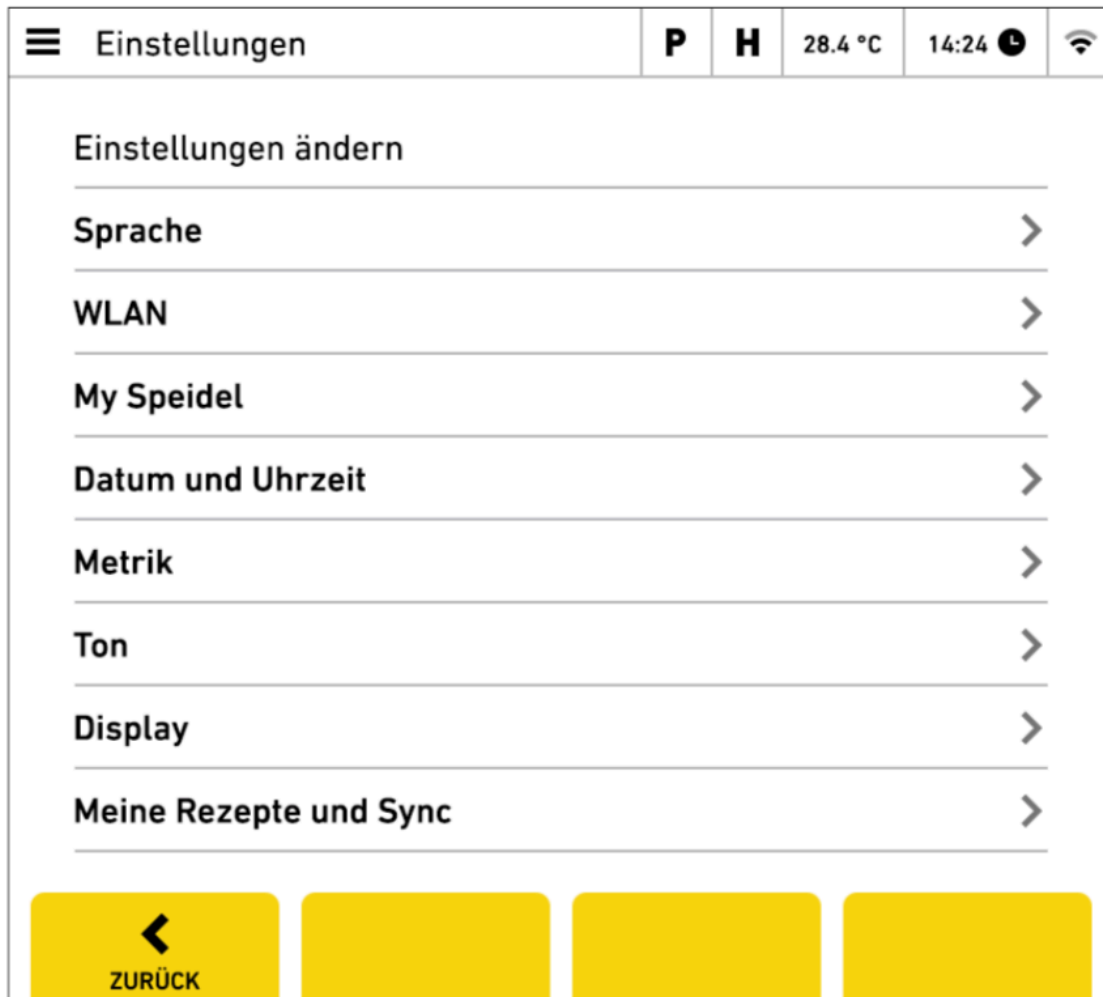 Einstellungen P H 28.4 °C 14:24
Einstellungen ändern
Sprache
WLAN
My Speidel
Datum und Uhrzeit
Metrik
Ton
Display
Meine Rezepte und Sync
ZURÜCK